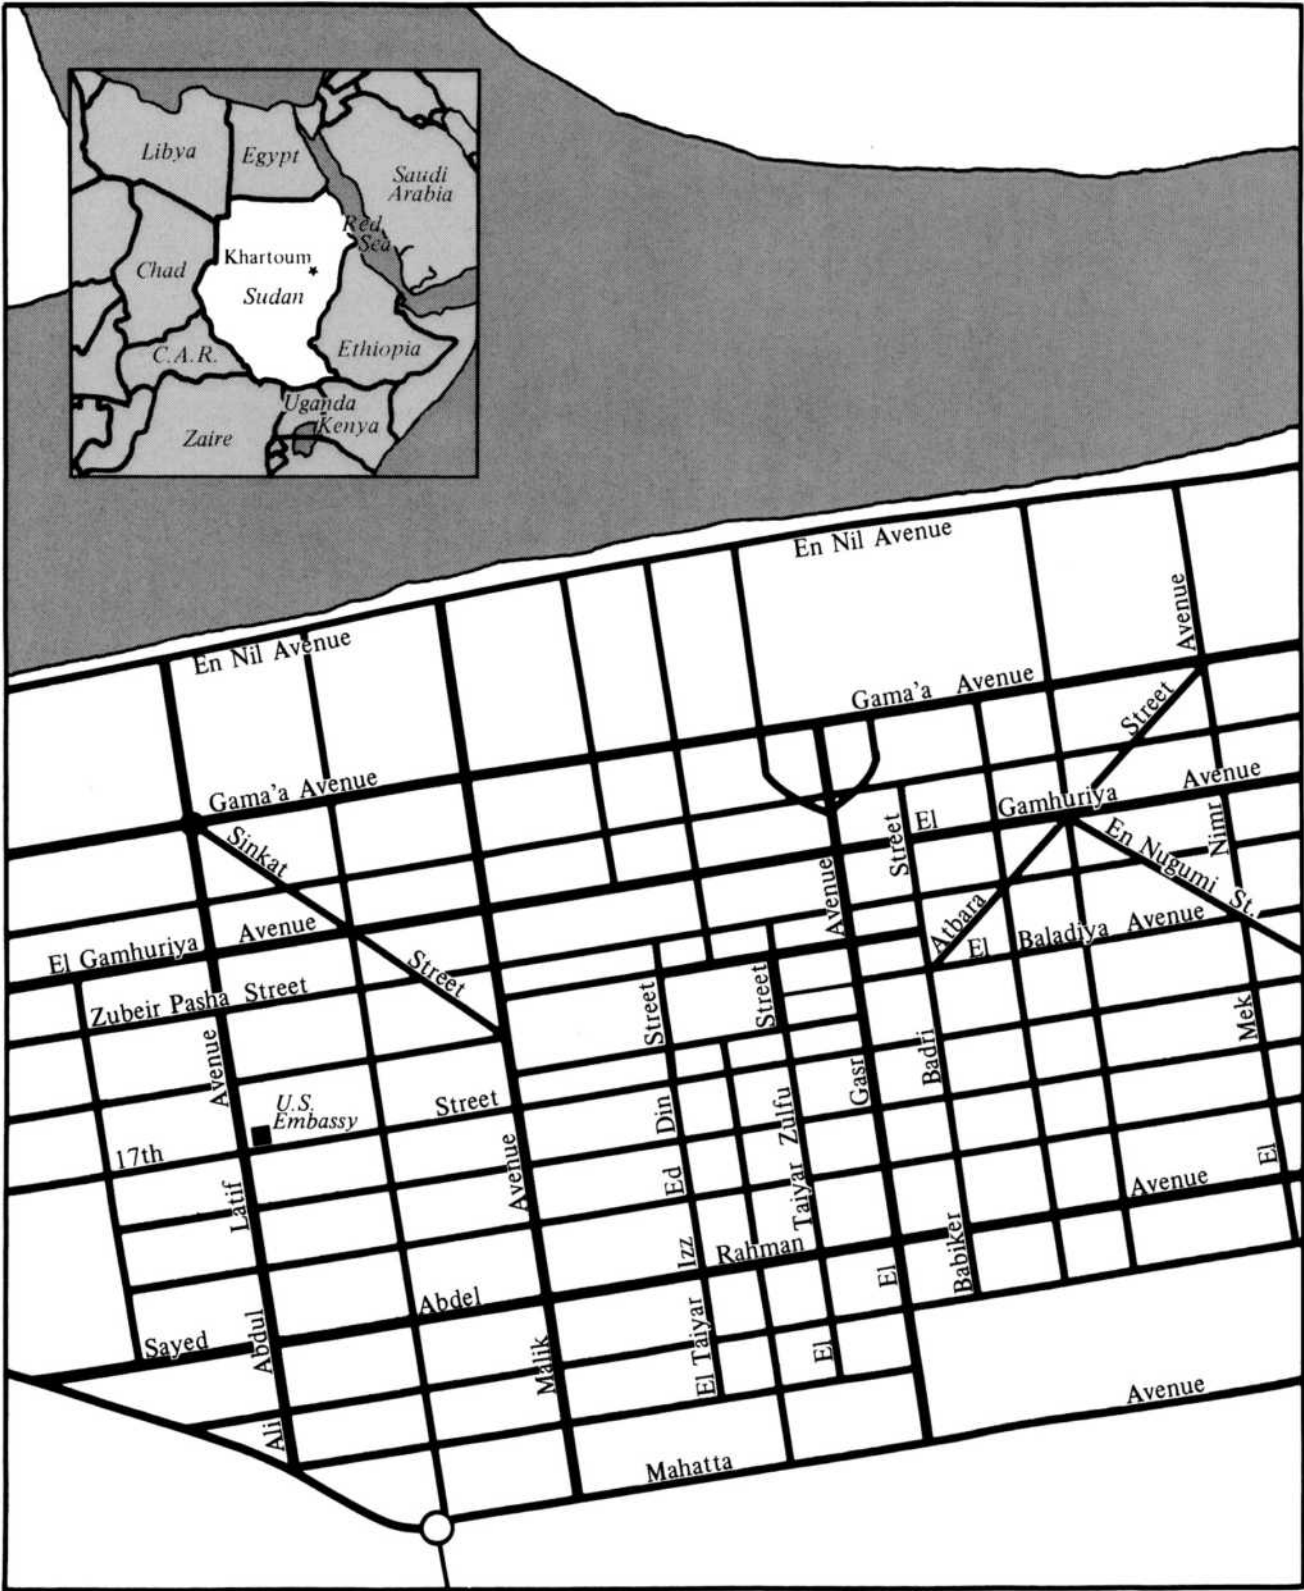 Libya
Egypt
Saudi
Arabia
Red
Sea
Khartoum
Chad
Sudan
C.A.R.
Ethiopia
Uganda
Kenya
Zaire
En Nil Avenue
En Nil Avenue
Gama'a Avenue
Gama'a Avenue
Sinkat Street
El Gamhuriya Avenue
El Gamhuriya Avenue
Zubeir Pasha Street
Atbara Street
En Nugumi St.
El Baladiya Avenue
U.S.
Embassy
17th Street
Sayed Abdel Rahman Avenue
Ali Abdul Latif Avenue
Malik Avenue
El Taiyar Izz Ed Din Street
El Taiyar Zulfu Street
El Gasr Avenue
Babiker Badri Street
El Mek Nimr Avenue
Mahatta Avenue